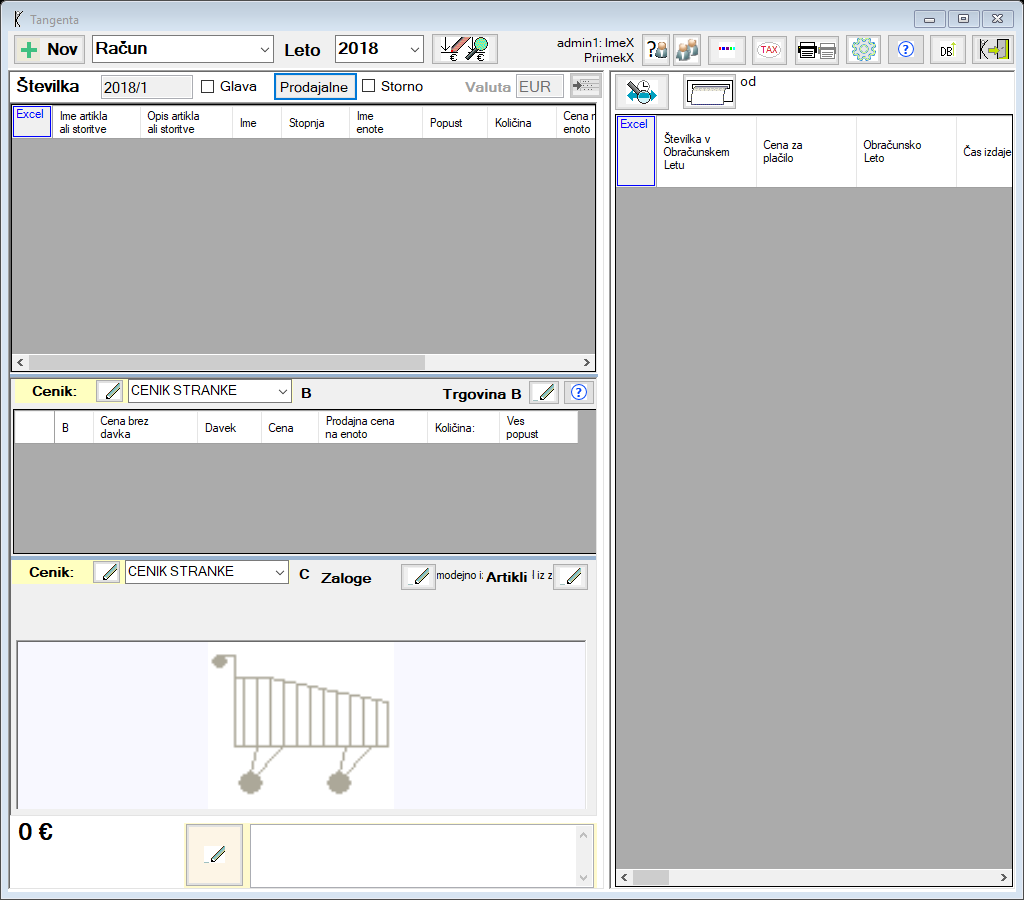 Tangenta
Nov
Račun
Leto
2018
admin1: ImeX
PriimekX
TAX
DB
Številka
2018/1
Glava
Prodajalne
Storno
Valuta
EUR
od
Excel
Ime artikla
ali storitve
Opis artikla
ali storitve
Ime
Stopnja
Ime
enote
Popust
Količina
Cena
enoto
Excel
Številka v
Obračunskem
Letu
Cena za
plačilo
Obračunsko
Leto
Čas izdaje
Cenik:
CENIK STRANKE
B
Trgovina B
B
Cena brez
davka
Davek
Cena
Prodajna cena
na enoto
Količina:
Ves
popust
Cenik:
CENIK STRANKE
C
Zaloge
modejno i
Artikli
l iz z
0 €